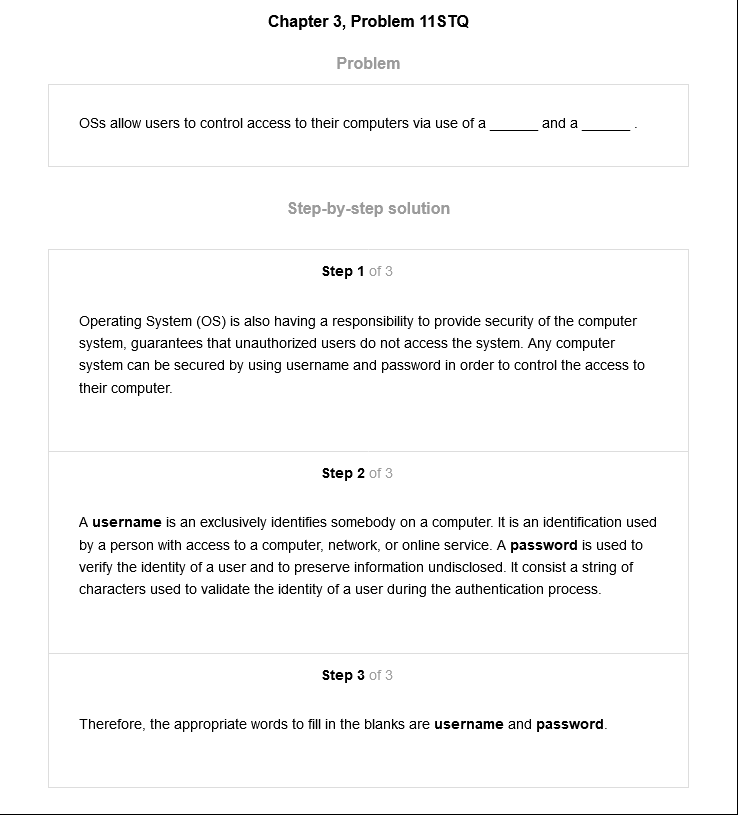 Chapter 3, Problem 11STQ
Problem
OSs allow users to control access to their computers via use of a ______ and a ______ .
Step-by-step solution
Step 1 of 3
Operating System (OS) is also having a responsibility to provide security of the computer
system, guarantees that unauthorized users do not access the system. Any computer
system can be secured by using username and password in order to control the access to
their computer.
Step 2 of 3
A username is an exclusively identifies somebody on a computer. It is an identification used
by a person with access to a computer, network, or online service. A password is used to
verify the identity of a user and to preserve information undisclosed. It consist a string of
characters used to validate the identity of a user during the authentication process.
Step 3 of 3
Therefore, the appropriate words to fill in the blanks are username and password.